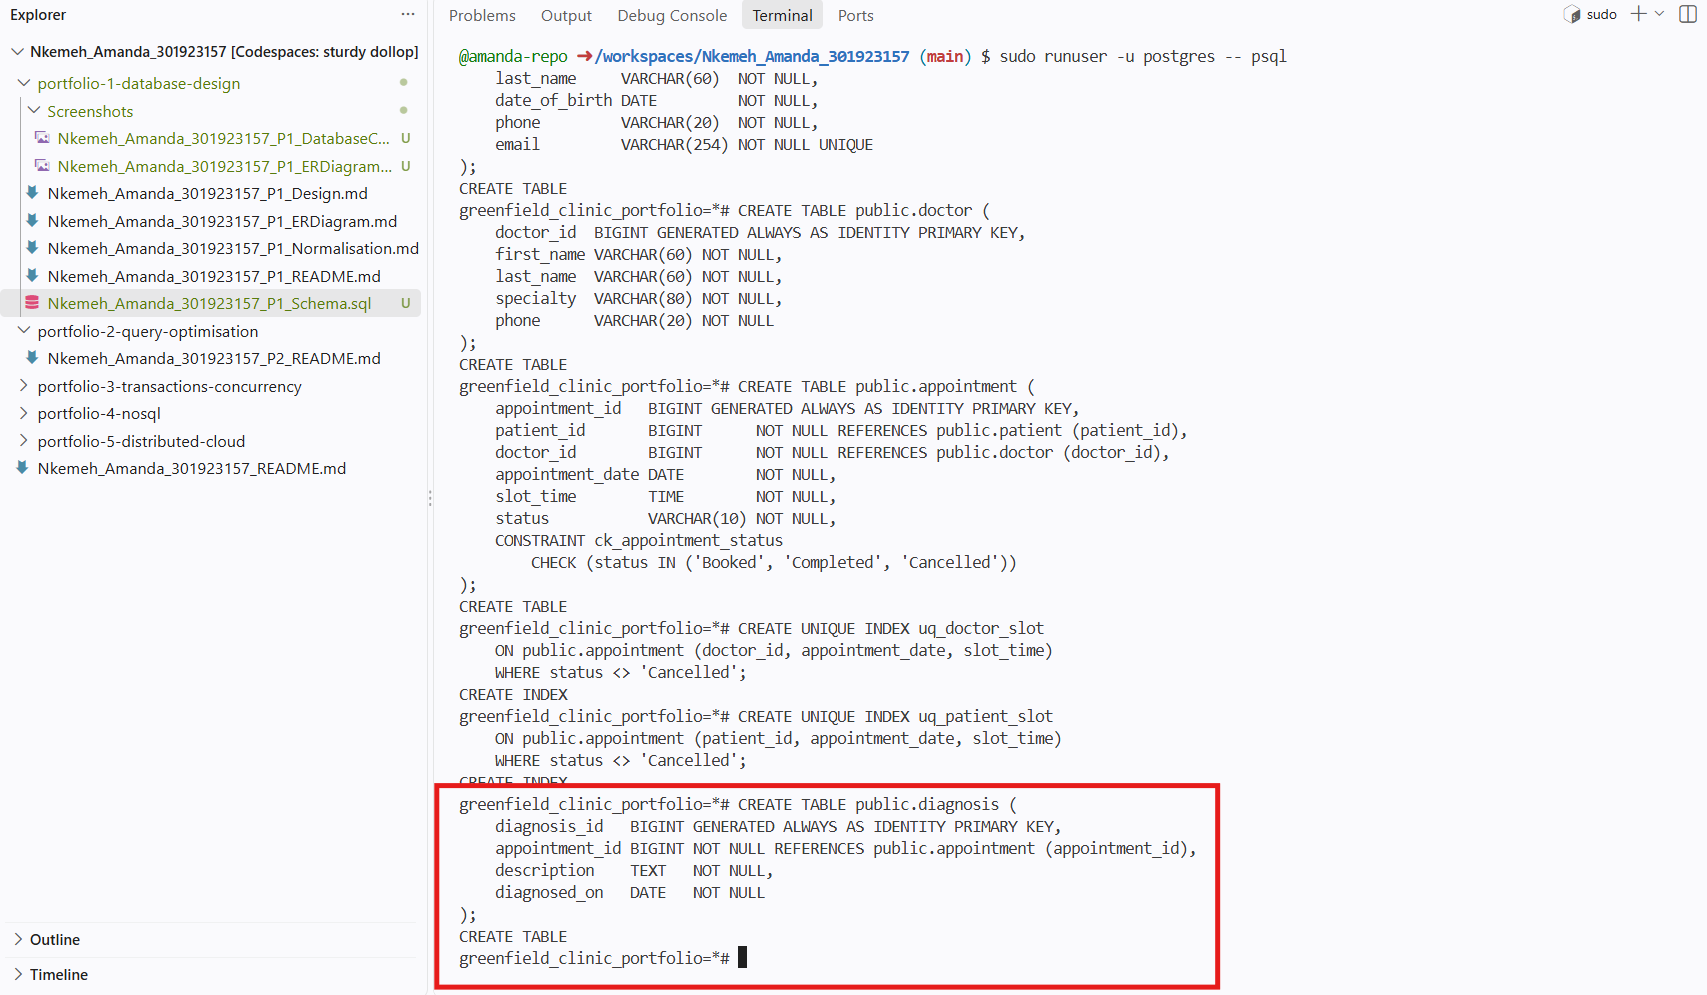 Explorer
Nkemeh_Amanda_301923157 [Codespaces: sturdy dollop]
portfolio-1-database-design
Screenshots
Nkemeh_Amanda_301923157_P1_DatabaseC... U
Nkemeh_Amanda_301923157_P1_ERDiagram... U
Nkemeh_Amanda_301923157_P1_Design.md
Nkemeh_Amanda_301923157_P1_ERDiagram.md
Nkemeh_Amanda_301923157_P1_Normalisation.md
Nkemeh_Amanda_301923157_P1_README.md
Nkemeh_Amanda_301923157_P1_Schema.sql U
portfolio-2-query-optimisation
Nkemeh_Amanda_301923157_P2_README.md
portfolio-3-transactions-concurrency
portfolio-4-nosql
portfolio-5-distributed-cloud
Nkemeh_Amanda_301923157_README.md
Outline
Timeline
Problems Output Debug Console Terminal Ports sudo
@amanda-repo ➜/workspaces/Nkemeh_Amanda_301923157 (main) $ sudo runuser -u postgres -- psql
    last_name     VARCHAR(60)  NOT NULL,
    date_of_birth DATE         NOT NULL,
    phone         VARCHAR(20)  NOT NULL,
    email         VARCHAR(254) NOT NULL UNIQUE
);
CREATE TABLE
greenfield_clinic_portfolio=*# CREATE TABLE public.doctor (
    doctor_id  BIGINT GENERATED ALWAYS AS IDENTITY PRIMARY KEY,
    first_name VARCHAR(60) NOT NULL,
    last_name  VARCHAR(60) NOT NULL,
    specialty  VARCHAR(80) NOT NULL,
    phone      VARCHAR(20) NOT NULL
);
CREATE TABLE
greenfield_clinic_portfolio=*# CREATE TABLE public.appointment (
    appointment_id   BIGINT GENERATED ALWAYS AS IDENTITY PRIMARY KEY,
    patient_id       BIGINT      NOT NULL REFERENCES public.patient (patient_id),
    doctor_id        BIGINT      NOT NULL REFERENCES public.doctor (doctor_id),
    appointment_date DATE        NOT NULL,
    slot_time        TIME        NOT NULL,
    status           VARCHAR(10) NOT NULL,
    CONSTRAINT ck_appointment_status
        CHECK (status IN ('Booked', 'Completed', 'Cancelled'))
);
CREATE TABLE
greenfield_clinic_portfolio=*# CREATE UNIQUE INDEX uq_doctor_slot
    ON public.appointment (doctor_id, appointment_date, slot_time)
    WHERE status <> 'Cancelled';
CREATE INDEX
greenfield_clinic_portfolio=*# CREATE UNIQUE INDEX uq_patient_slot
    ON public.appointment (patient_id, appointment_date, slot_time)
    WHERE status <> 'Cancelled';
CREATE INDEX
greenfield_clinic_portfolio=*# CREATE TABLE public.diagnosis (
    diagnosis_id   BIGINT GENERATED ALWAYS AS IDENTITY PRIMARY KEY,
    appointment_id BIGINT NOT NULL REFERENCES public.appointment (appointment_id),
    description    TEXT   NOT NULL,
    diagnosed_on   DATE   NOT NULL
);
CREATE TABLE
greenfield_clinic_portfolio=*#